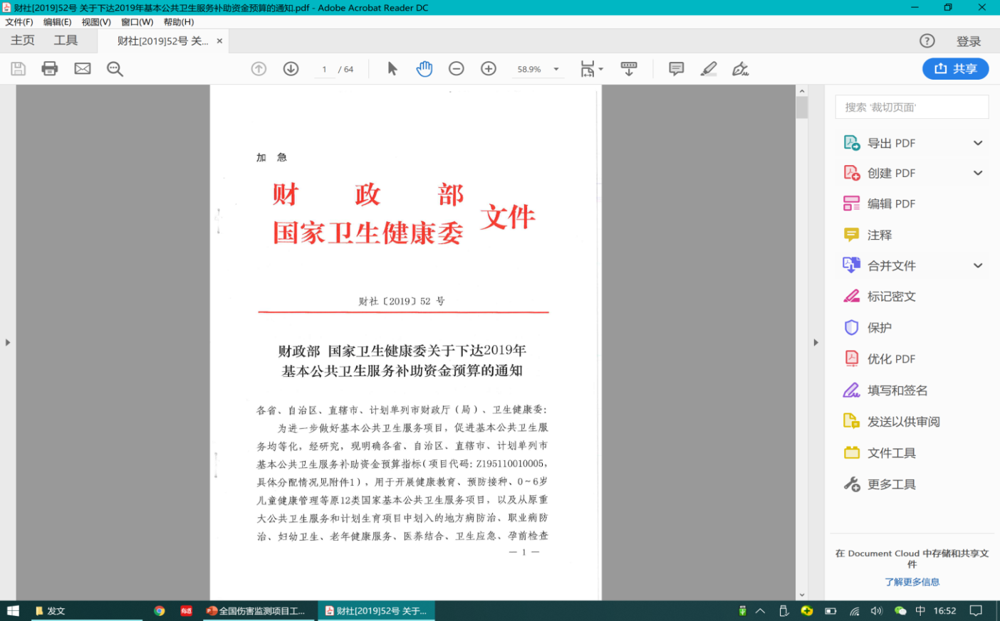 财社[2019]52号 关于下达2019年基本公共卫生服务补助资金预算的通知.pdf - Adobe Acrobat Reader DC
文件(F) 编辑(E) 视图(V) 窗口(W) 帮助(H)
主页 工具 财社[2019]52号 关... × 登录
1 / 64 58.9% 共享
搜索 '裁切页面'
导出 PDF
创建 PDF
编辑 PDF
注释
合并文件
标记密文
保护
优化 PDF
填写和签名
发送以供审阅
文件工具
更多工具
在 Document Cloud 中存储和共享文
件
了解更多信息
加 急
财 政 部
国家卫生健康委
文件
财社〔2019〕52 号
财政部 国家卫生健康委关于下达2019年
基本公共卫生服务补助资金预算的通知
各省、自治区、直辖市、计划单列市财政厅(局)、卫生健康委:
为进一步做好基本公共卫生服务项目，促进基本公共卫生服
务均等化，经研究，现明确各省、自治区、直辖市、计划单列市
基本公共卫生服务补助资金预算指标(项目代码: Z195110010005,
具体分配情况见附件1)，用于开展健康教育、预防接种、0~6岁
儿童健康管理等原12类国家基本公共卫生服务项目，以及从原重
大公共卫生服务和计划生育项目中划入的地方病防治、职业病防
治、妇幼卫生、老年健康服务、医养结合、卫生应急、孕前检查
— 1 —
发文 有道 全国伤害监测项目工... 财社[2019]52号 关于... 中 16:52